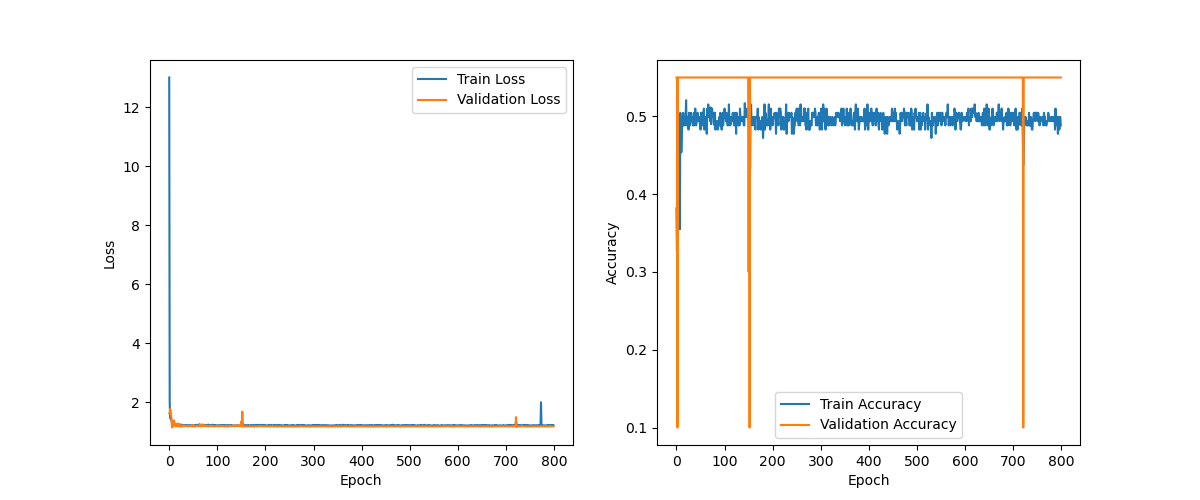 12
10
8
6
4
2
Loss
0 100 200 300 400 500 600 700 800
Epoch
Train Loss
Validation Loss
0.5
0.4
0.3
0.2
0.1
Accuracy
0 100 200 300 400 500 600 700 800
Epoch
Train Accuracy
Validation Accuracy